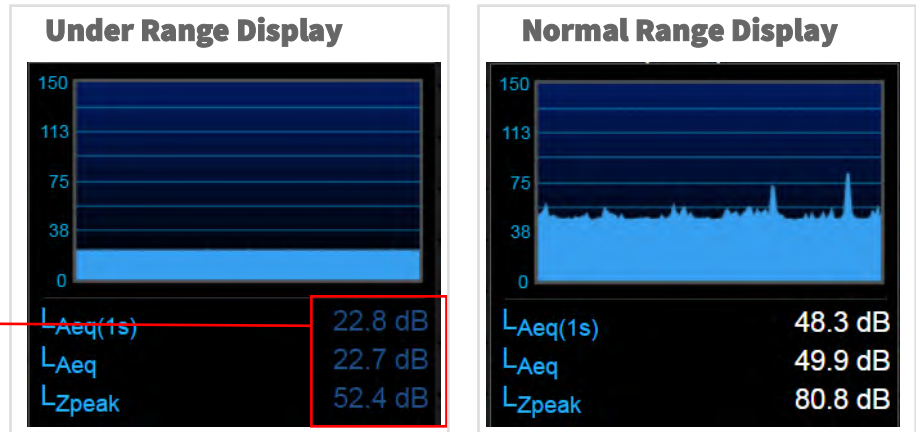 Under Range Display
150
113
75
38
0
LAeq(1s) 22.8 dB
LAeq 22.7 dB
LZpeak 52.4 dB
Normal Range Display
150
113
75
38
0
LAeq(1s) 48.3 dB
LAeq 49.9 dB
LZpeak 80.8 dB